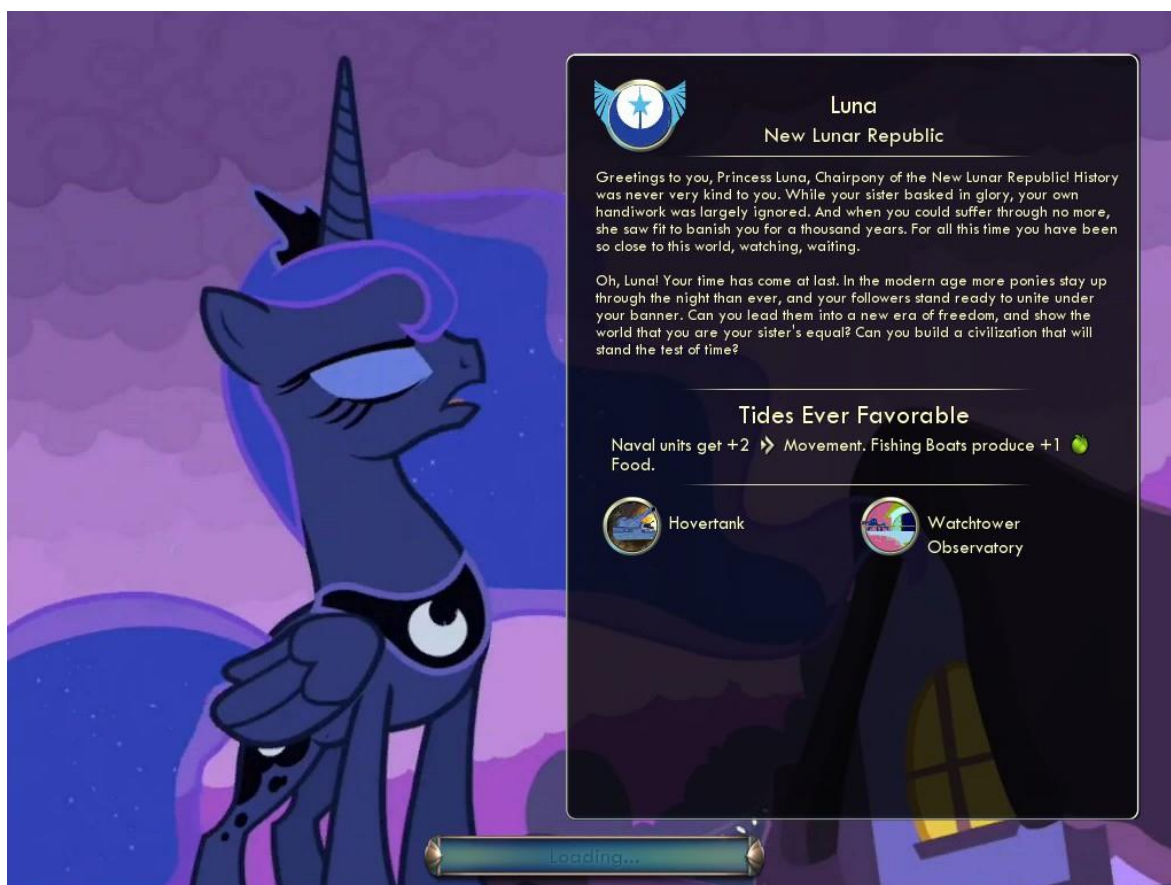 Luna
New Lunar Republic
Greetings to you, Princess Luna, Chairpony of the New Lunar Republic! History
was never very kind to you. While your sister basked in glory, your own
handiwork was largely ignored. And when you could suffer through no more,
she saw fit to banish you for a thousand years. For all this time you have been
so close to this world, watching, waiting.
Oh, Luna! Your time has come at last. In the modern age more ponies stay up
through the night than ever, and your followers stand ready to unite under
your banner. Can you lead them into a new era of freedom, and show the
world that you are your sister's equal? Can you build a civilization that will
stand the test of time?
Tides Ever Favorable
Naval units get +2 Movement. Fishing Boats produce +1
Food.
Hovertank
Watchtower
Observatory
Loading...